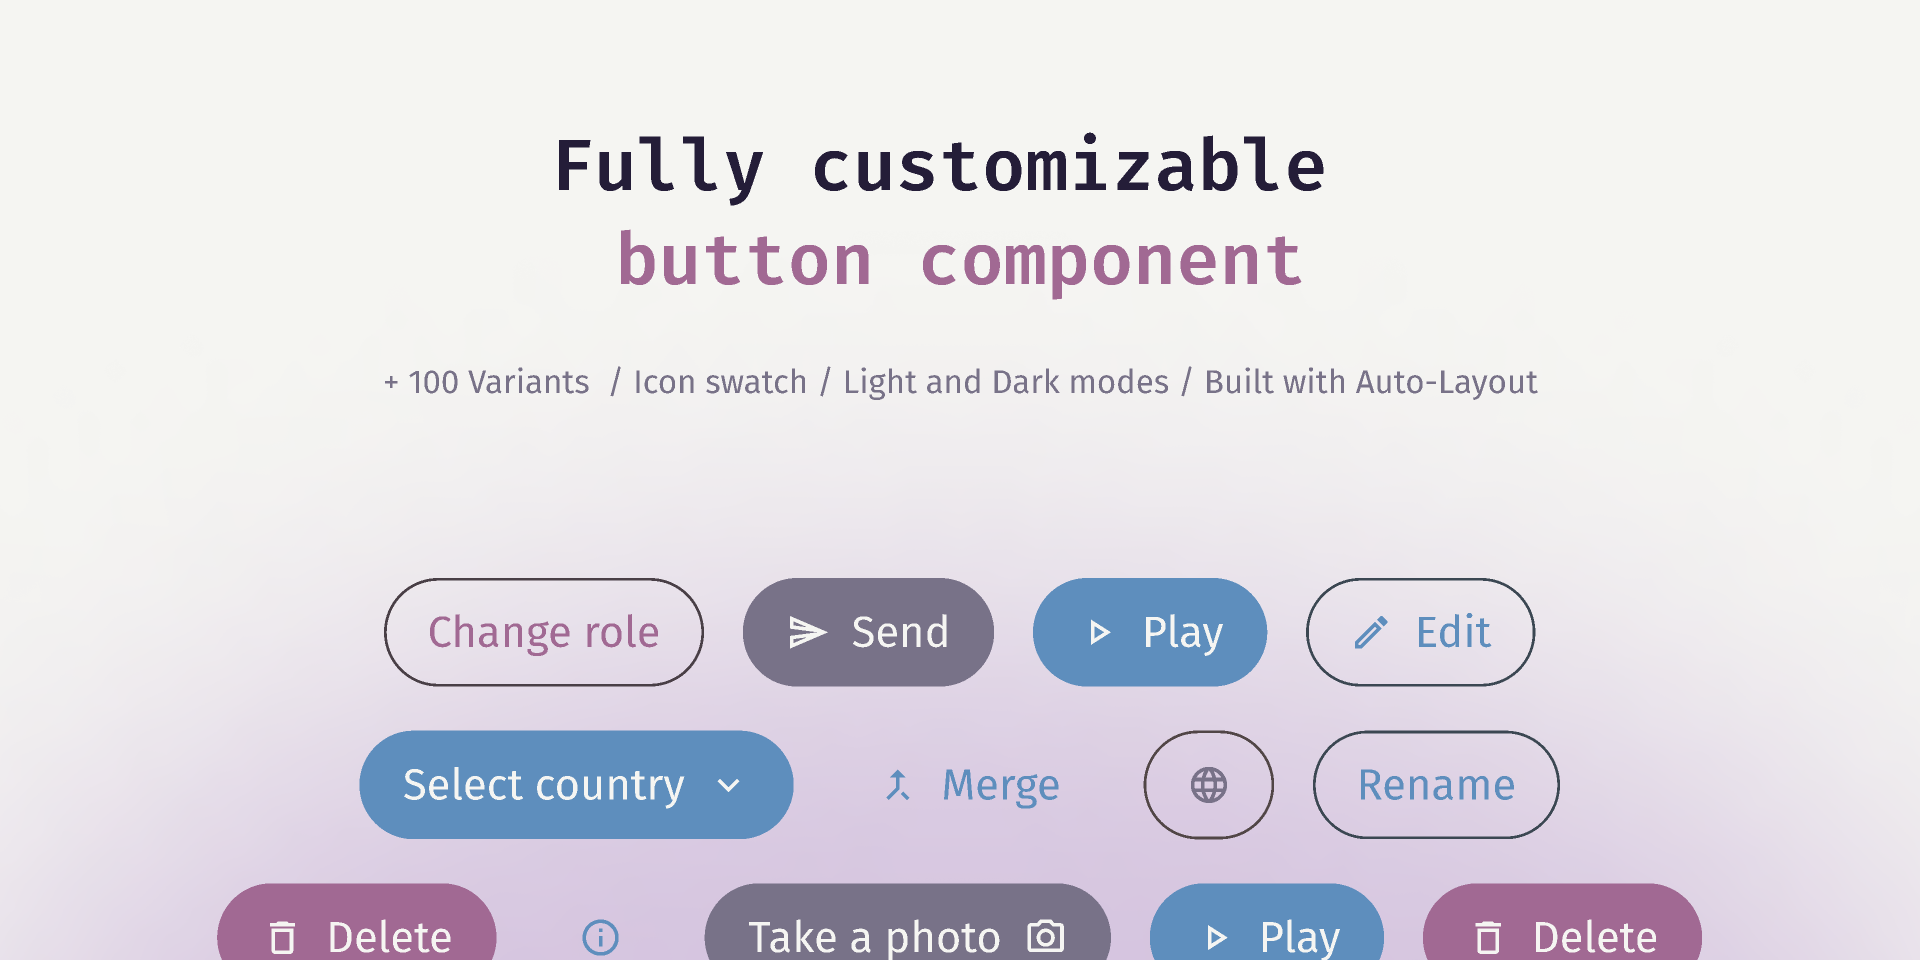 Fully customizable
button component
+ 100 Variants / Icon swatch / Light and Dark modes / Built with Auto-Layout
Change role Send Play Edit
Select country Merge Rename
Delete Take a photo Play Delete